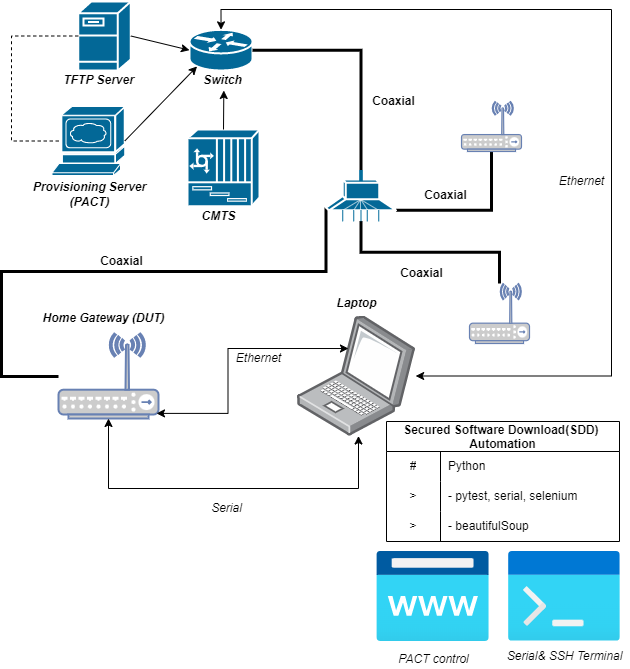 TFTP Server
Switch
Coaxial
Provisioning Server
(PACT)
CMTS
Ethernet
Coaxial
Coaxial
Coaxial
Laptop
Home Gateway (DUT)
Ethernet
Serial
Secured Software Download(SDD)
Automation
# Python
> - pytest, serial, selenium
> - beautifulSoup
www
PACT control
Serial& SSH Terminal